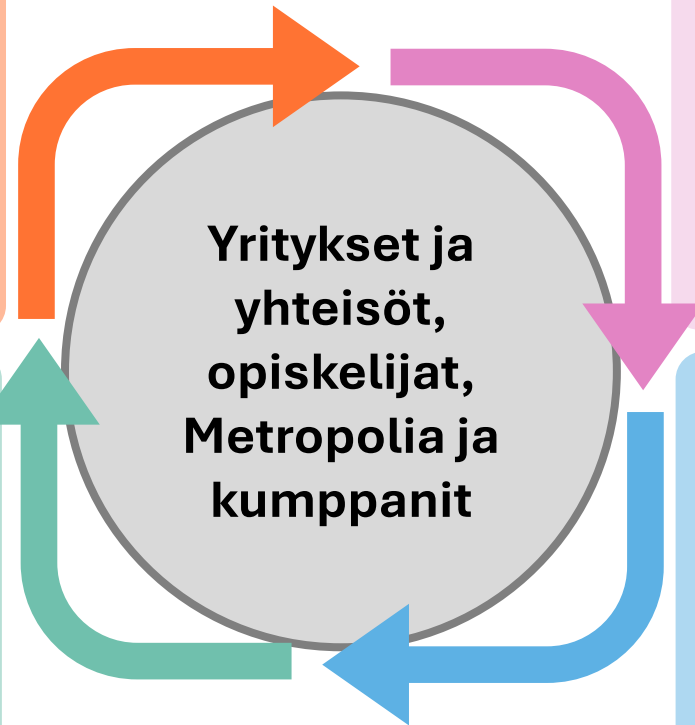 Yritykset ja
yhteisöt,
opiskelijat,
Metropolia ja
kumppanit